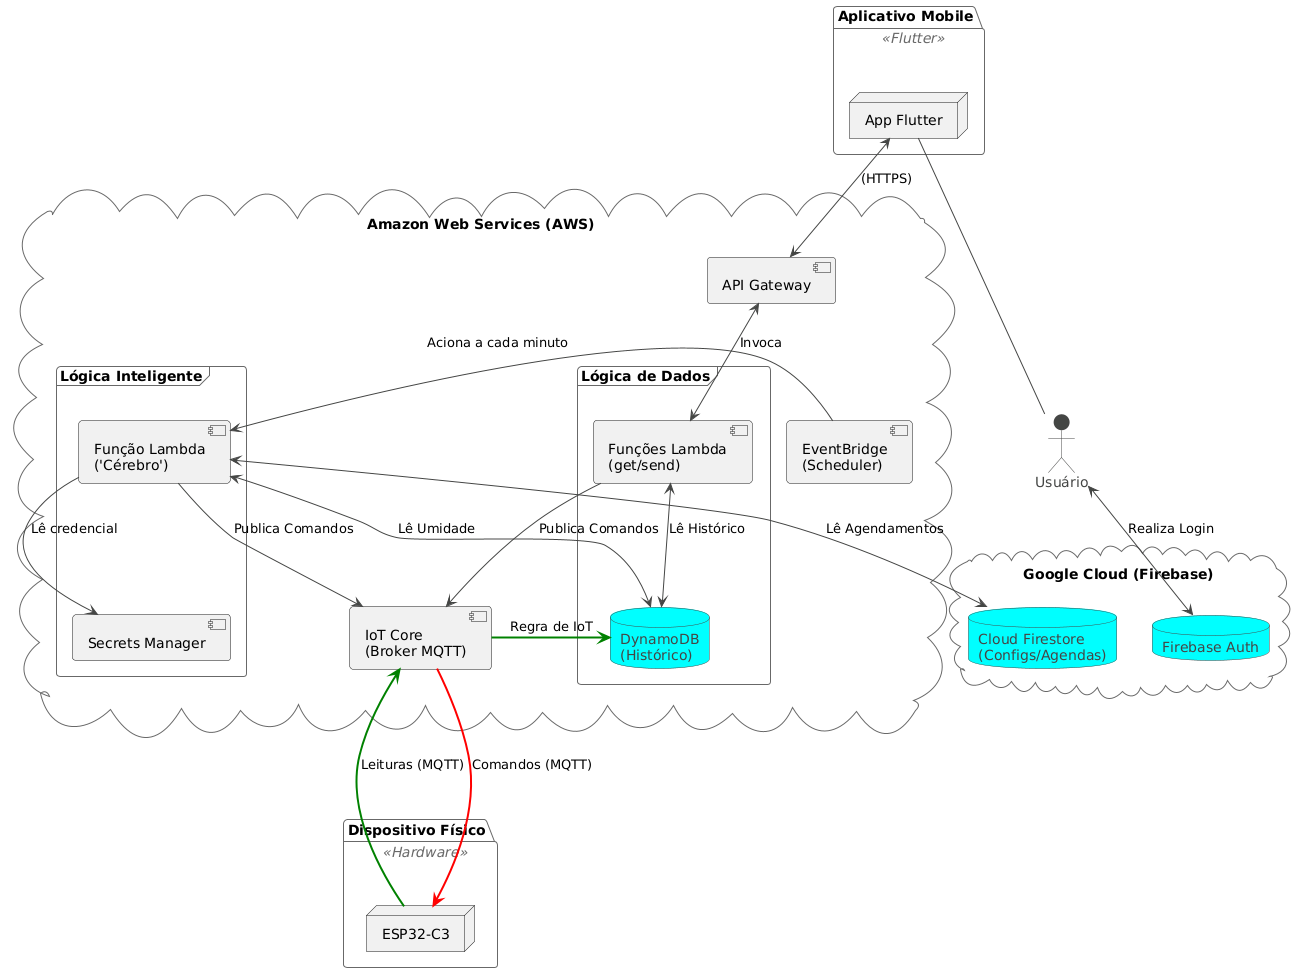 Aplicativo Mobile
«Flutter»
App Flutter
(HTTPS)
Amazon Web Services (AWS)
API Gateway
Aciona a cada minuto
Invoca
Lógica Inteligente
Lógica de Dados
Função Lambda
('Cérebro')
Funções Lambda
(get/send)
EventBridge
(Scheduler)
Usuário
Lê credencial
Publica Comandos
Lê Umidade
Publica Comandos
Lê Histórico
Lê Agendamentos
Realiza Login
Google Cloud (Firebase)
Secrets Manager
IoT Core
(Broker MQTT)
Regra de IoT
DynamoDB
(Histórico)
Cloud Firestore
(Configs/Agendas)
Firebase Auth
Leituras (MQTT)
Comandos (MQTT)
Dispositivo Físico
«Hardware»
ESP32-C3